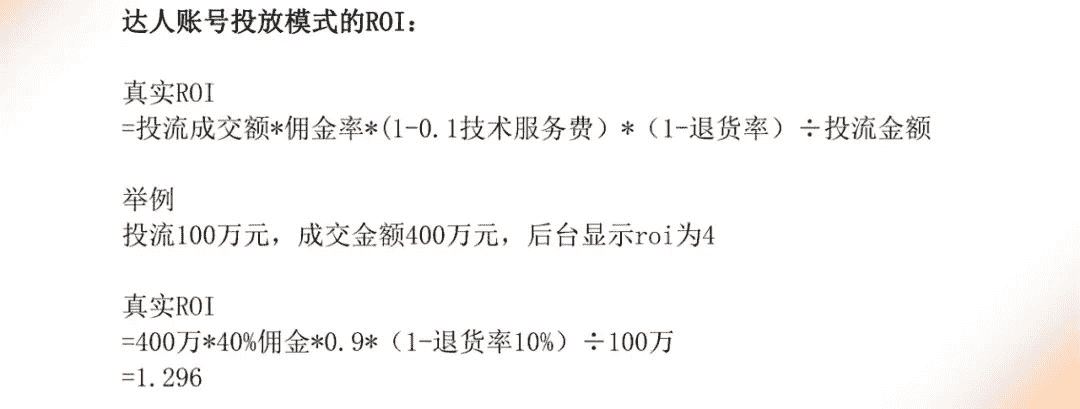 达人账号投放模式的ROI：
真实ROI
=投流成交额*佣金率*(1-0.1技术服务费）*（1-退货率）÷投流金额
举例
投流100万元，成交金额400万元，后台显示roi为4
真实ROI
=400万*40%佣金*0.9*（1-退货率10%）÷100万
=1.296